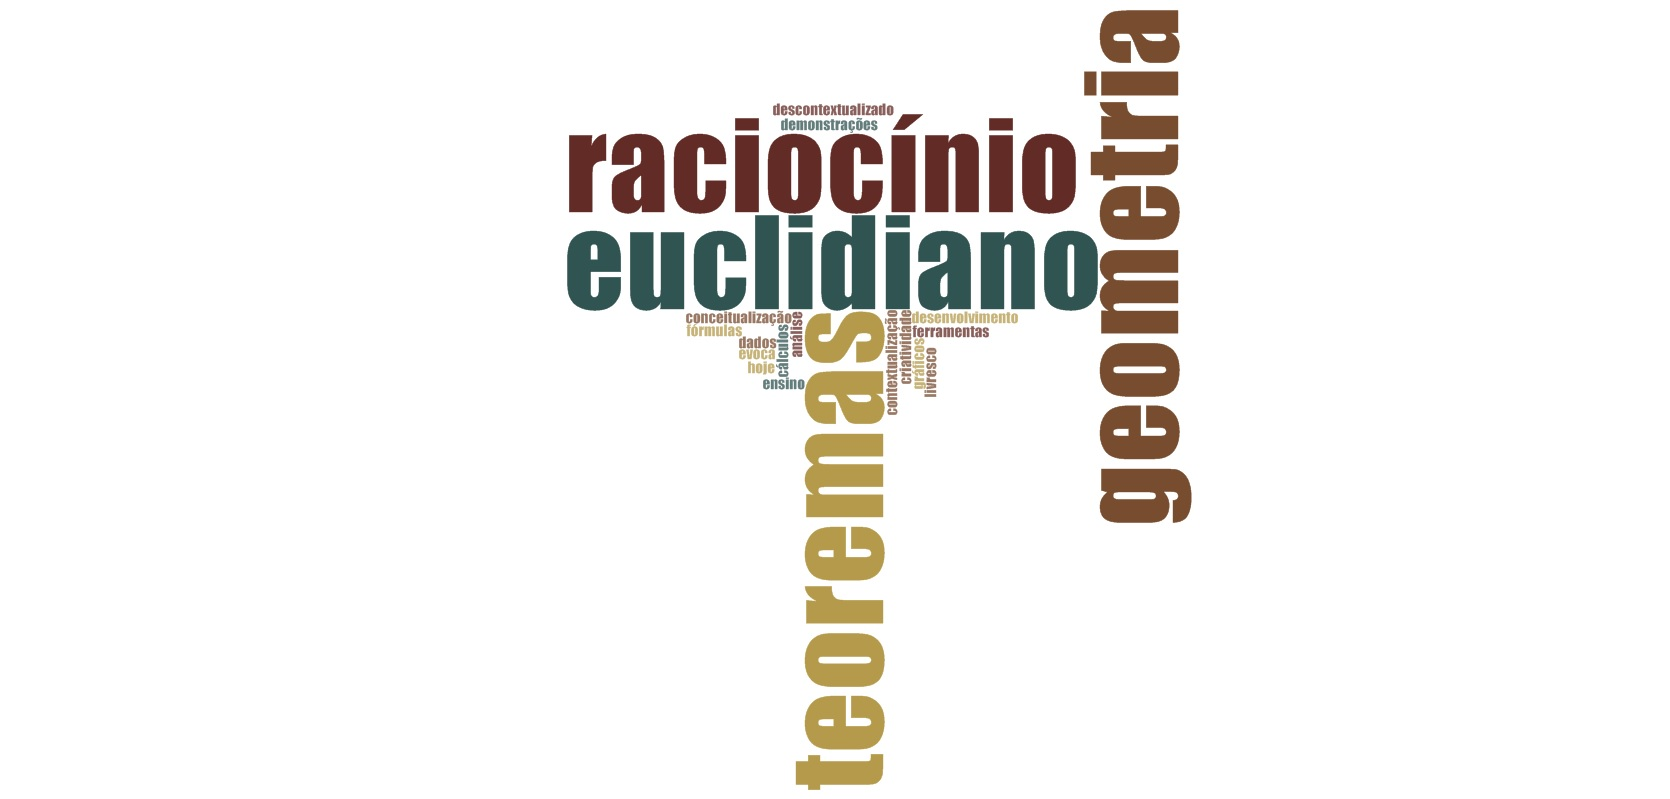 descontextualizado
demonstrações
raciocínio
euclidiano
geometria
teoremas
conceitualização
fórmulas
dados
evoca
hoje
ensino
cálculos
análise
contextualização
criatividade
gráficos
livresco
desenvolvimento
ferramentas